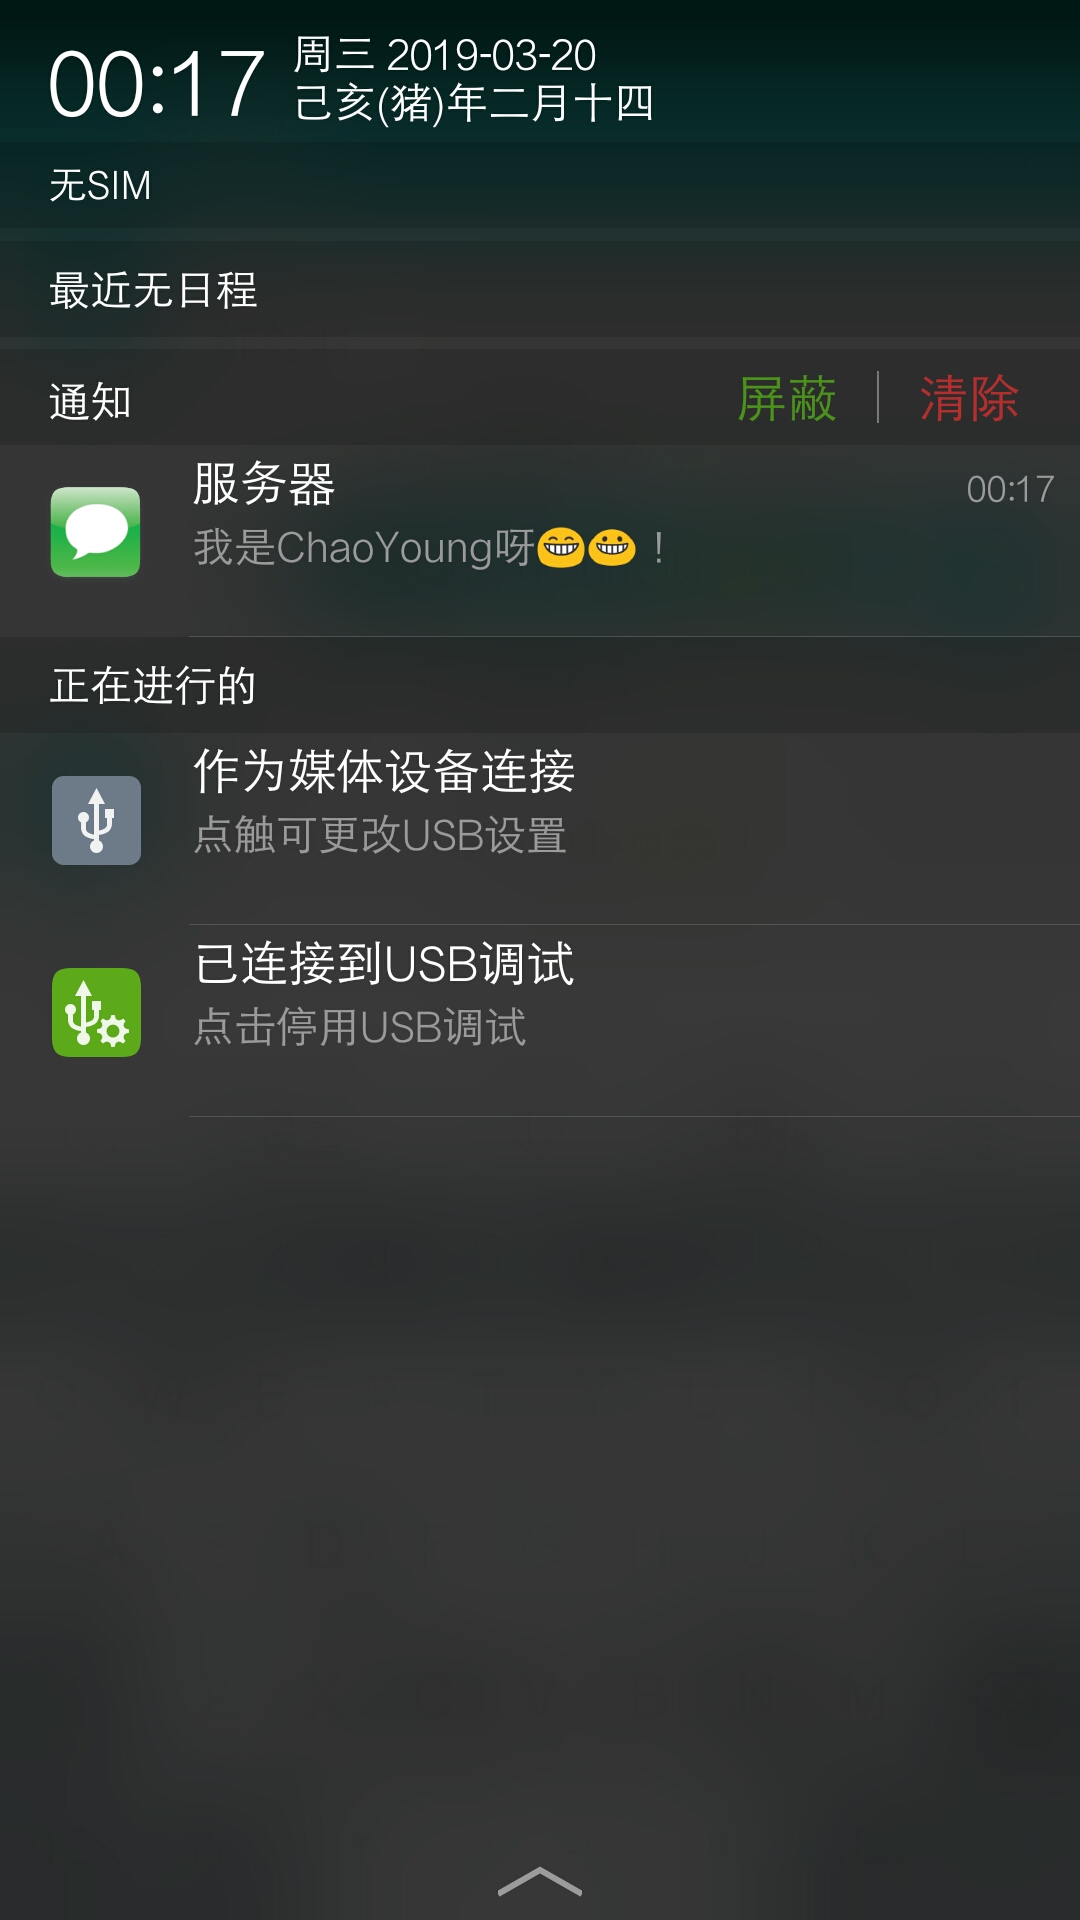 00:17
周三 2019-03-20
己亥(猪)年二月十四
无SIM
最近无日程
通知
屏蔽
清除
服务器
00:17
我是ChaoYoung呀😁😀！
正在进行的
作为媒体设备连接
点触可更改USB设置
已连接到USB调试
点击停用USB调试